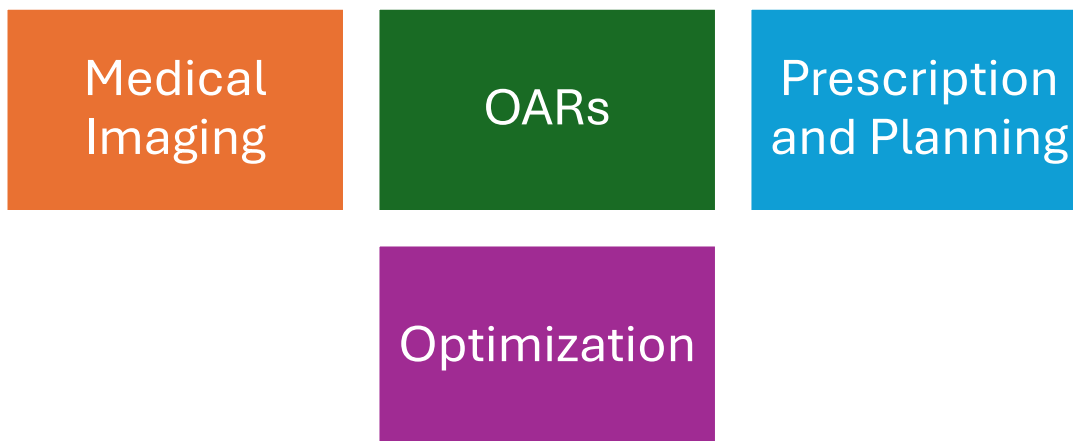 Medical
Imaging
OARs
Prescription
and Planning
Optimization